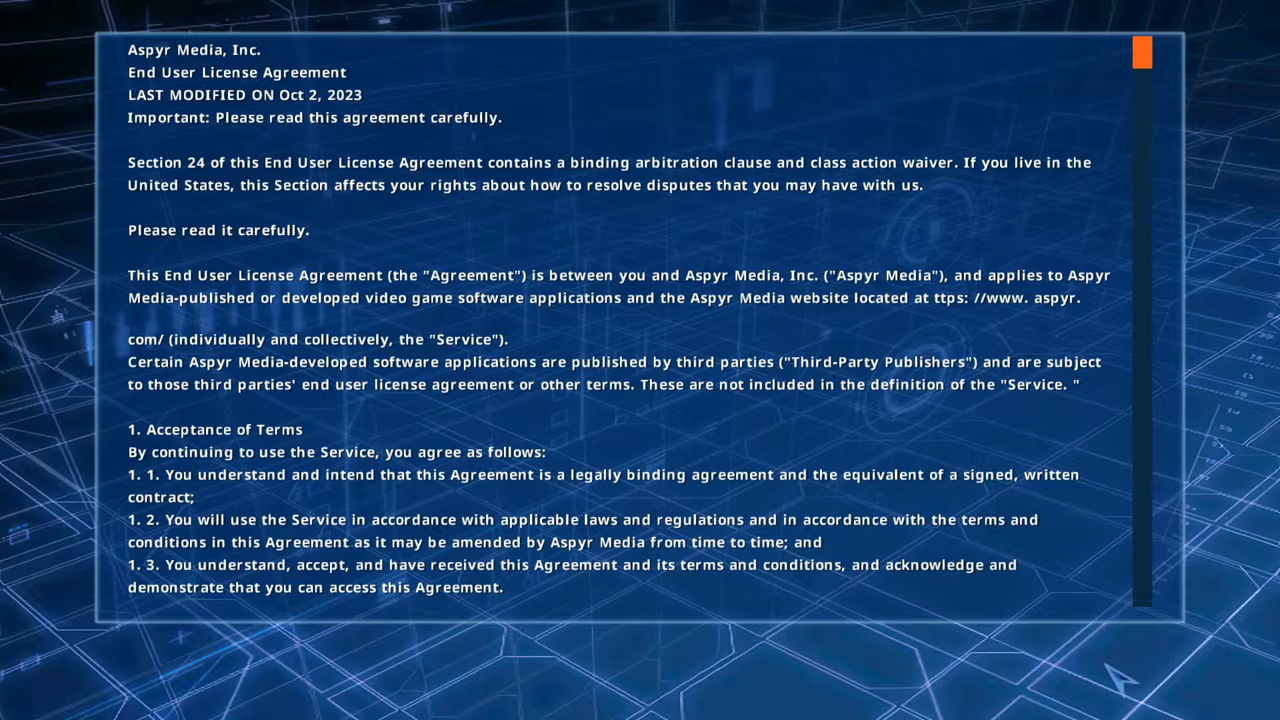 Aspyr Media, Inc.
End User License Agreement
LAST MODIFIED ON Oct 2, 2023
Important: Please read this agreement carefully.
Section 24 of this End User License Agreement contains a binding arbitration clause and class action waiver. If you live in the
United States, this Section affects your rights about how to resolve disputes that you may have with us.
Please read it carefully.
This End User License Agreement (the "Agreement") is between you and Aspyr Media, Inc. ("Aspyr Media"), and applies to Aspyr
Media-published or developed video game software applications and the Aspyr Media website located at ttps: //www. aspyr.
com/ (individually and collectively, the "Service").
Certain Aspyr Media-developed software applications are published by third parties ("Third-Party Publishers") and are subject
to those third parties' end user license agreement or other terms. These are not included in the definition of the "Service. "
1. Acceptance of Terms
By continuing to use the Service, you agree as follows:
1. 1. You understand and intend that this Agreement is a legally binding agreement and the equivalent of a signed, written
contract;
1. 2. You will use the Service in accordance with applicable laws and regulations and in accordance with the terms and
conditions in this Agreement as it may be amended by Aspyr Media from time to time; and
1. 3. You understand, accept, and have received this Agreement and its terms and conditions, and acknowledge and
demonstrate that you can access this Agreement.